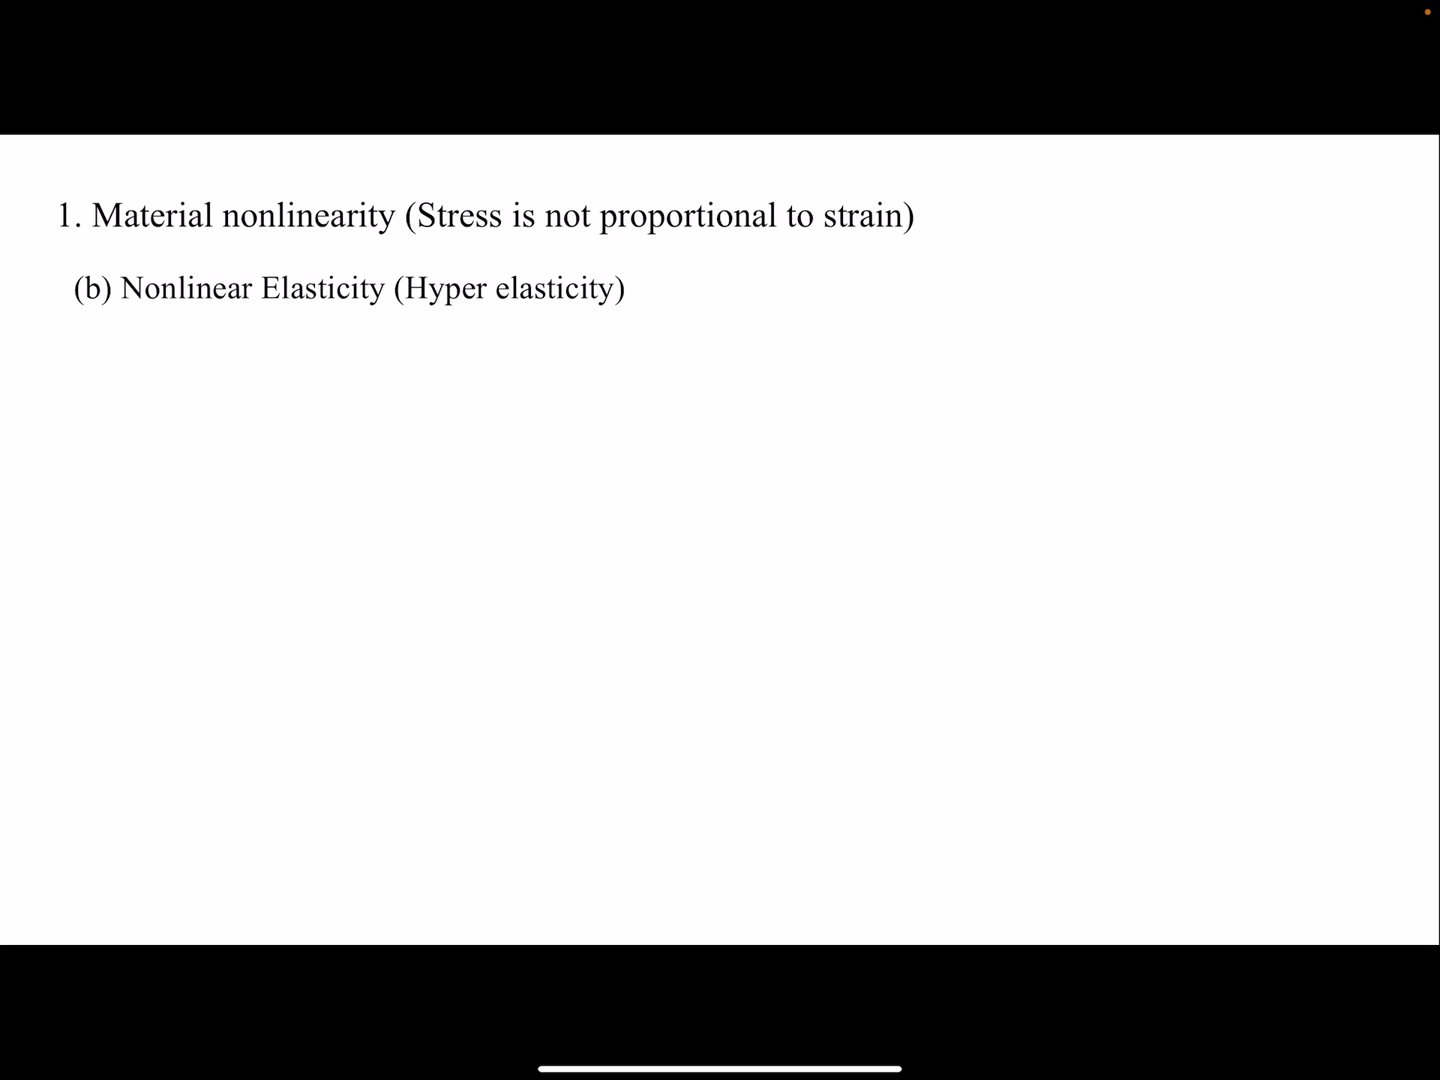 1. Material nonlinearity (Stress is not proportional to strain)
(b) Nonlinear Elasticity (Hyper elasticity)